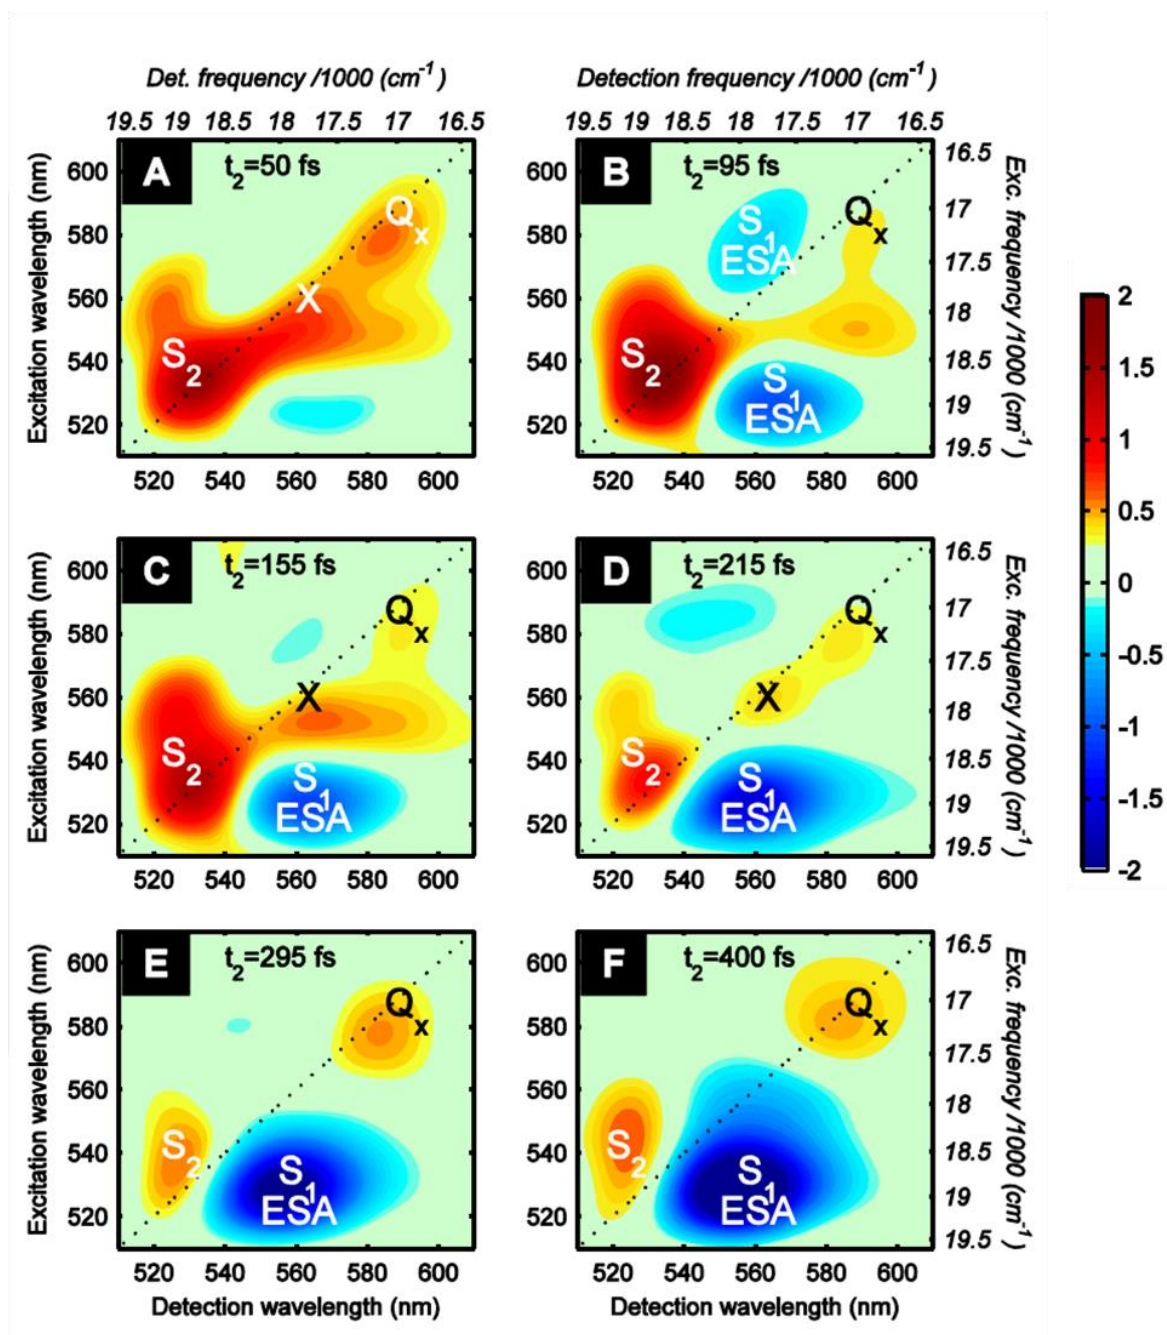 Det. frequency /1000 (cm-1)
Detection frequency /1000 (cm-1)
19.5 19 18.5 18 17.5 17 16.5
19.5 19 18.5 18 17.5 17 16.5
A
t2=50 fs
B
t2=95 fs
Excitation wavelength (nm)
600
580
560
540
520
Qx
X
S2
S1
ESA
Qx
S2
S1
ESA
16.5
17
17.5
18
18.5
19
19.5
Exc. frequency /1000 (cm-1)
520 540 560 580 600
520 540 560 580 600
2
1.5
1
0.5
0
-0.5
-1
-1.5
-2
C
t2=155 fs
D
t2=215 fs
Excitation wavelength (nm)
600
580
560
540
520
Qx
X
S2
S1
ESA
Qx
X
S2
S1
ESA
16.5
17
17.5
18
18.5
19
19.5
Exc. frequency /1000 (cm-1)
520 540 560 580 600
520 540 560 580 600
E
t2=295 fs
F
t2=400 fs
Excitation wavelength (nm)
600
580
560
540
520
Qx
S2
S1
ESA
Qx
S2
S1
ESA
16.5
17
17.5
18
18.5
19
19.5
Exc. frequency /1000 (cm-1)
520 540 560 580 600
520 540 560 580 600
Detection wavelength (nm)
Detection wavelength (nm)